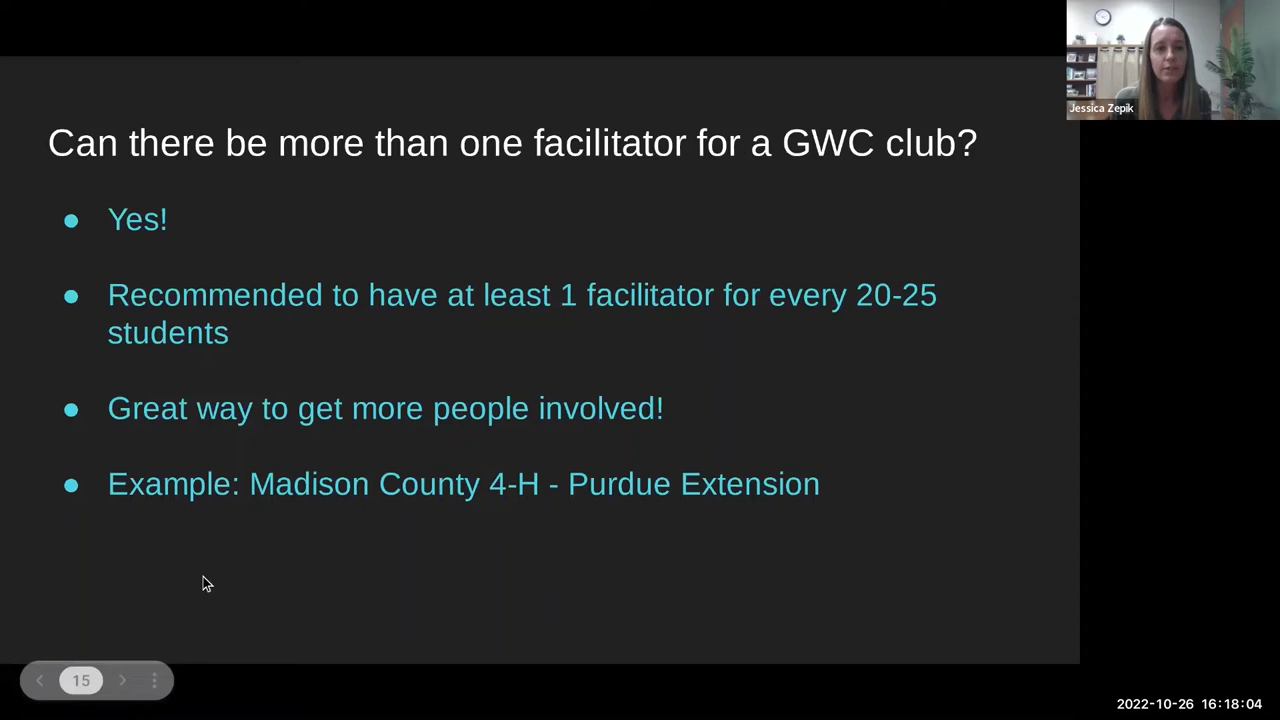 Jessica Zepik
Can there be more than one facilitator for a GWC club?
● Yes!
● Recommended to have at least 1 facilitator for every 20-25
students
● Great way to get more people involved!
● Example: Madison County 4-H - Purdue Extension
15
2022-10-26 16:18:04